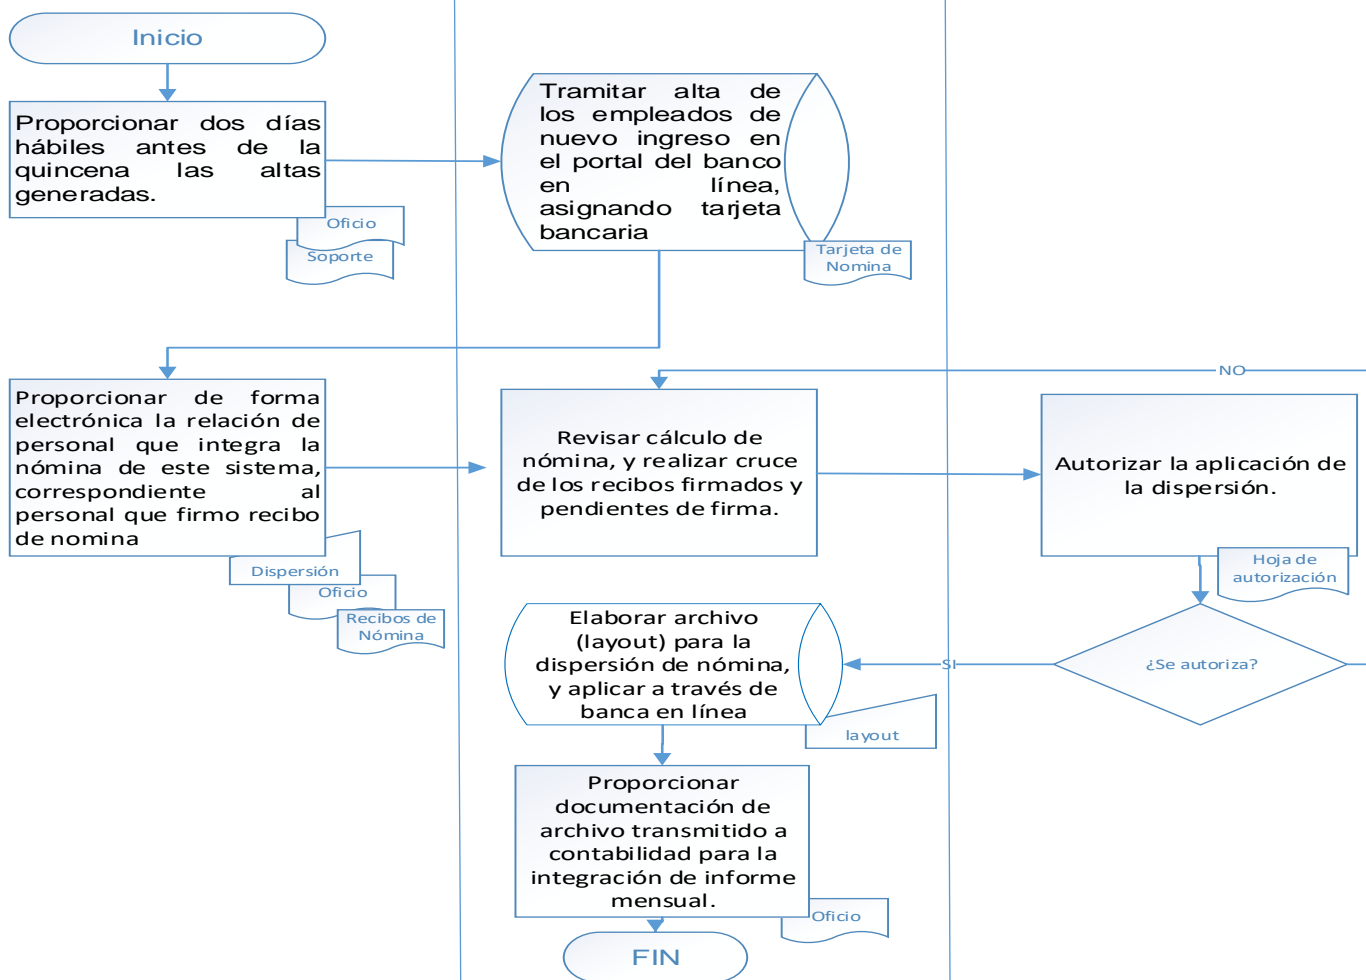 Inicio
Proporcionar dos días
hábiles antes de la
quincena las altas
generadas.
Oficio
Soporte
Tramitar alta de
los empleados de
nuevo ingreso en
el portal del banco
en línea,
asignando tarjeta
bancaria
Tarjeta de
Nomina
Proporcionar de forma
electrónica la relación de
personal que integra la
nómina de este sistema,
correspondiente al
personal que firmo recibo
de nomina
Dispersión
Oficio
Recibos de
Nómina
Revisar cálculo de
nómina, y realizar cruce
de los recibos firmados y
pendientes de firma.
NO
Autorizar la aplicación de
la dispersión.
Hoja de
autorización
¿Se autoriza?
SI
Elaborar archivo
(layout) para la
dispersión de nómina,
y aplicar a través de
banca en línea
layout
Proporcionar
documentación de
archivo transmitido a
contabilidad para la
integración de informe
mensual.
Oficio
FIN